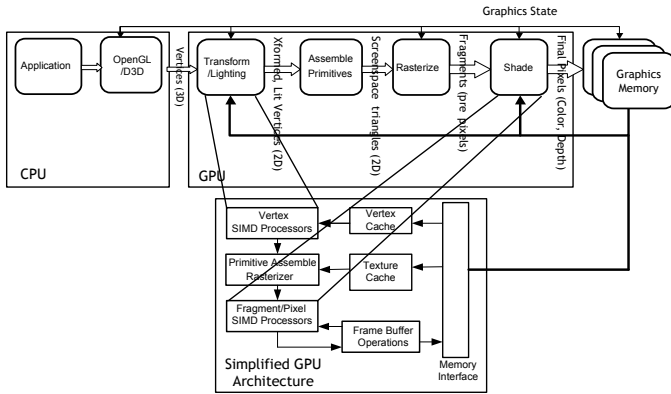 Graphics State
Application
OpenGL
/D3D
Vertices (3D)
Transform
/Lighting
Xformed, Lit Vertices (2D)
Assemble
Primitives
Screenspace triangles (2D)
Rasterize
Fragments (pre pixels)
Shade
Final Pixels (Color, Depth)
Graphics
Memory
CPU
GPU
Vertex
SIMD Processors
Vertex
Cache
Primitive Assemble
Rasterizer
Texture
Cache
Fragment/Pixel
SIMD Processors
Frame Buffer
Operations
Simplified GPU
Architecture
Memory
Interface